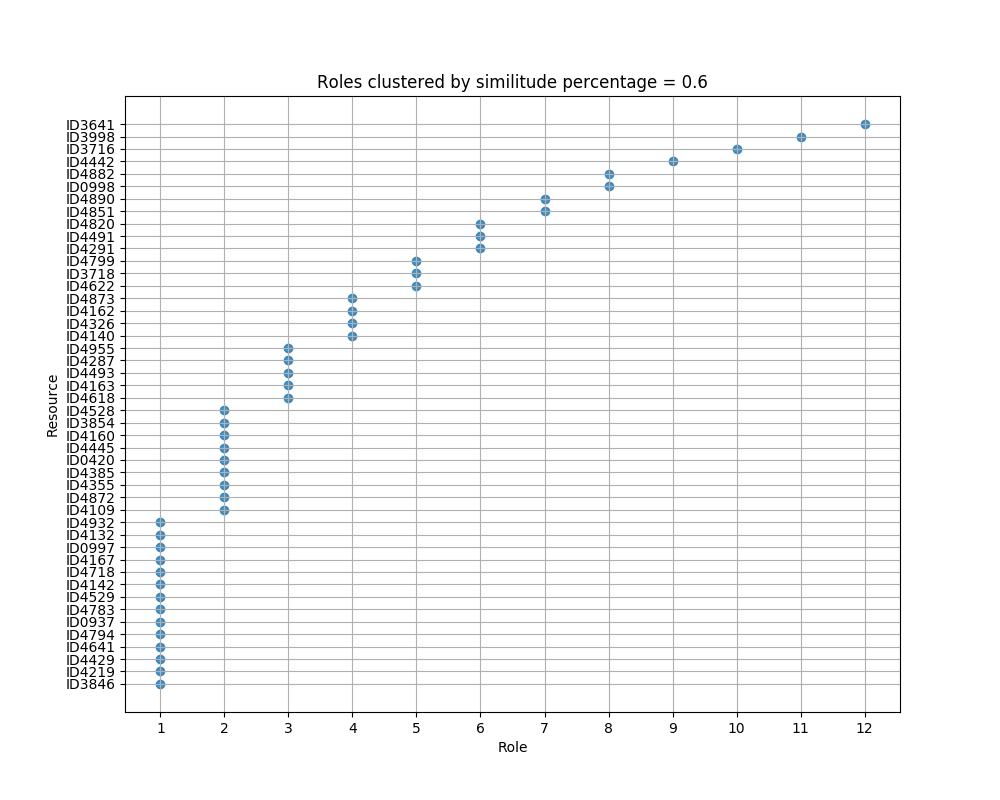 Roles clustered by similitude percentage = 0.6
ID3641
ID3998
ID3716
ID4442
ID4882
ID0998
ID4890
ID4851
ID4820
ID4491
ID4291
ID4799
ID3718
ID4622
ID4873
ID4162
ID4326
ID4140
ID4955
ID4287
ID4493
ID4163
ID4618
ID4528
ID3854
ID4160
ID4445
ID0420
ID4385
ID4355
ID4872
ID4109
ID4932
ID4132
ID0997
ID4167
ID4718
ID4142
ID4529
ID4783
ID0937
ID4794
ID4641
ID4429
ID4219
ID3846
Resource
1 2 3 4 5 6 7 8 9 10 11 12
Role